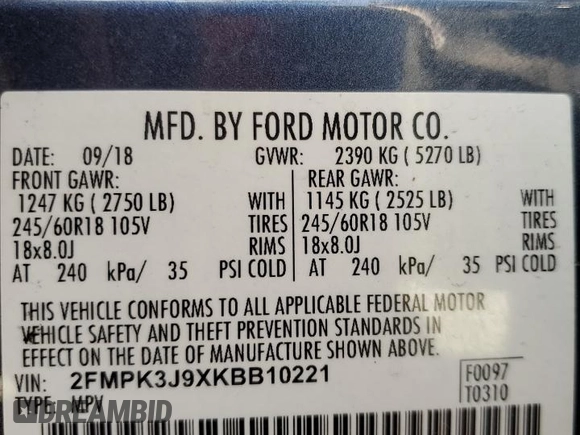 MFD. BY FORD MOTOR CO.
DATE: 09/18 GVWR: 2390 KG ( 5270 LB)
FRONT GAWR: REAR GAWR:
1247 KG ( 2750 LB) WITH 1145 KG ( 2525 LB) WITH
245/60R18 105V TIRES 245/60R18 105V TIRES
18x8.0J RIMS 18x8.0J RIMS
AT 240 kPa/ 35 PSI COLD AT 240 kPa/ 35 PSI COLD
THIS VEHICLE CONFORMS TO ALL APPLICABLE FEDERAL MOTOR
VEHICLE SAFETY AND THEFT PREVENTION STANDARDS IN
EFFECT ON THE DATE OF MANUFACTURE SHOWN ABOVE.
VIN: 2FMPK3J9XKBB10221 F0097
TYPE: MPV T0310
DREAMBID